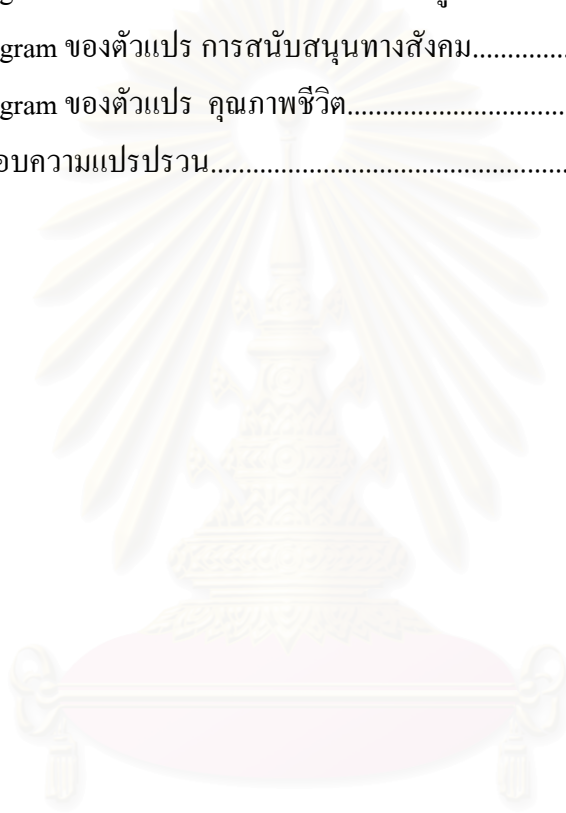 gram ของตัวแปร การสนับสนุนทางสังคม..............
gram ของตัวแปร  คุณภาพชีวิต...............................
อบความแปรปรวน..................................................